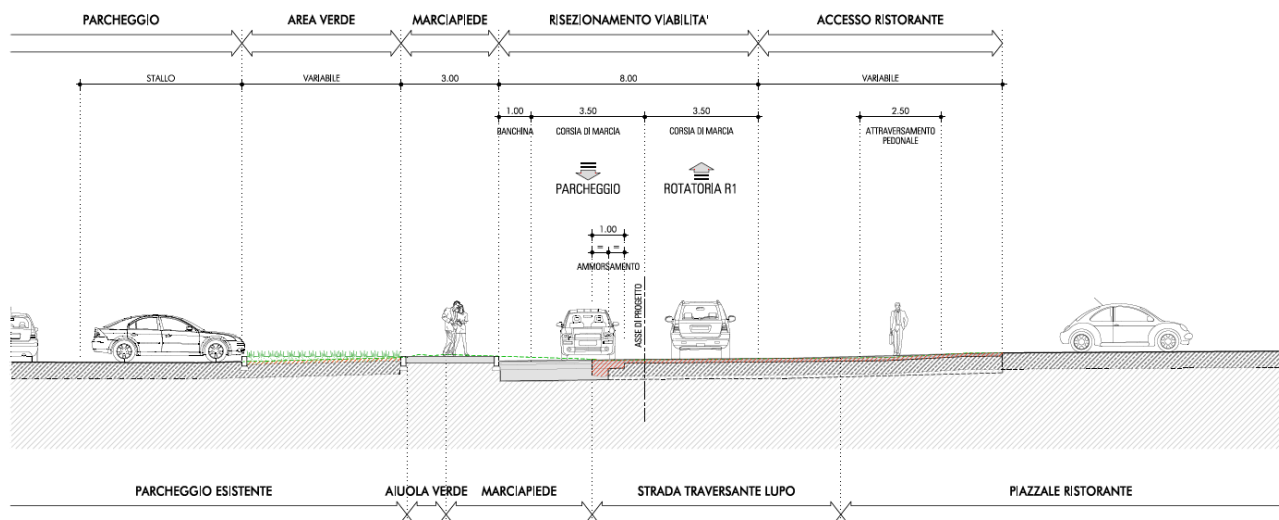 PARCHEGGIO AREA VERDE MARCIAPIEDE RISEZIONAMENTO VIABILITA' ACCESSO RISTORANTE
STALLO VARIABILE 3.00 8.00 VARIABILE
1.00 3.50 3.50 2.50
BANCHINA CORSIA DI MARCIA CORSIA DI MARCIA ATTRAVERSAMENTO
PEDONALE
PARCHEGGIO ROTATORIA R1
1.00
= =
AMMORSAMENTO
ASSE DI PROGETTO
PARCHEGGIO ESISTENTE AIUOLA VERDE MARCIAPIEDE STRADA TRAVERSANTE LUPO PIAZZALE RISTORANTE